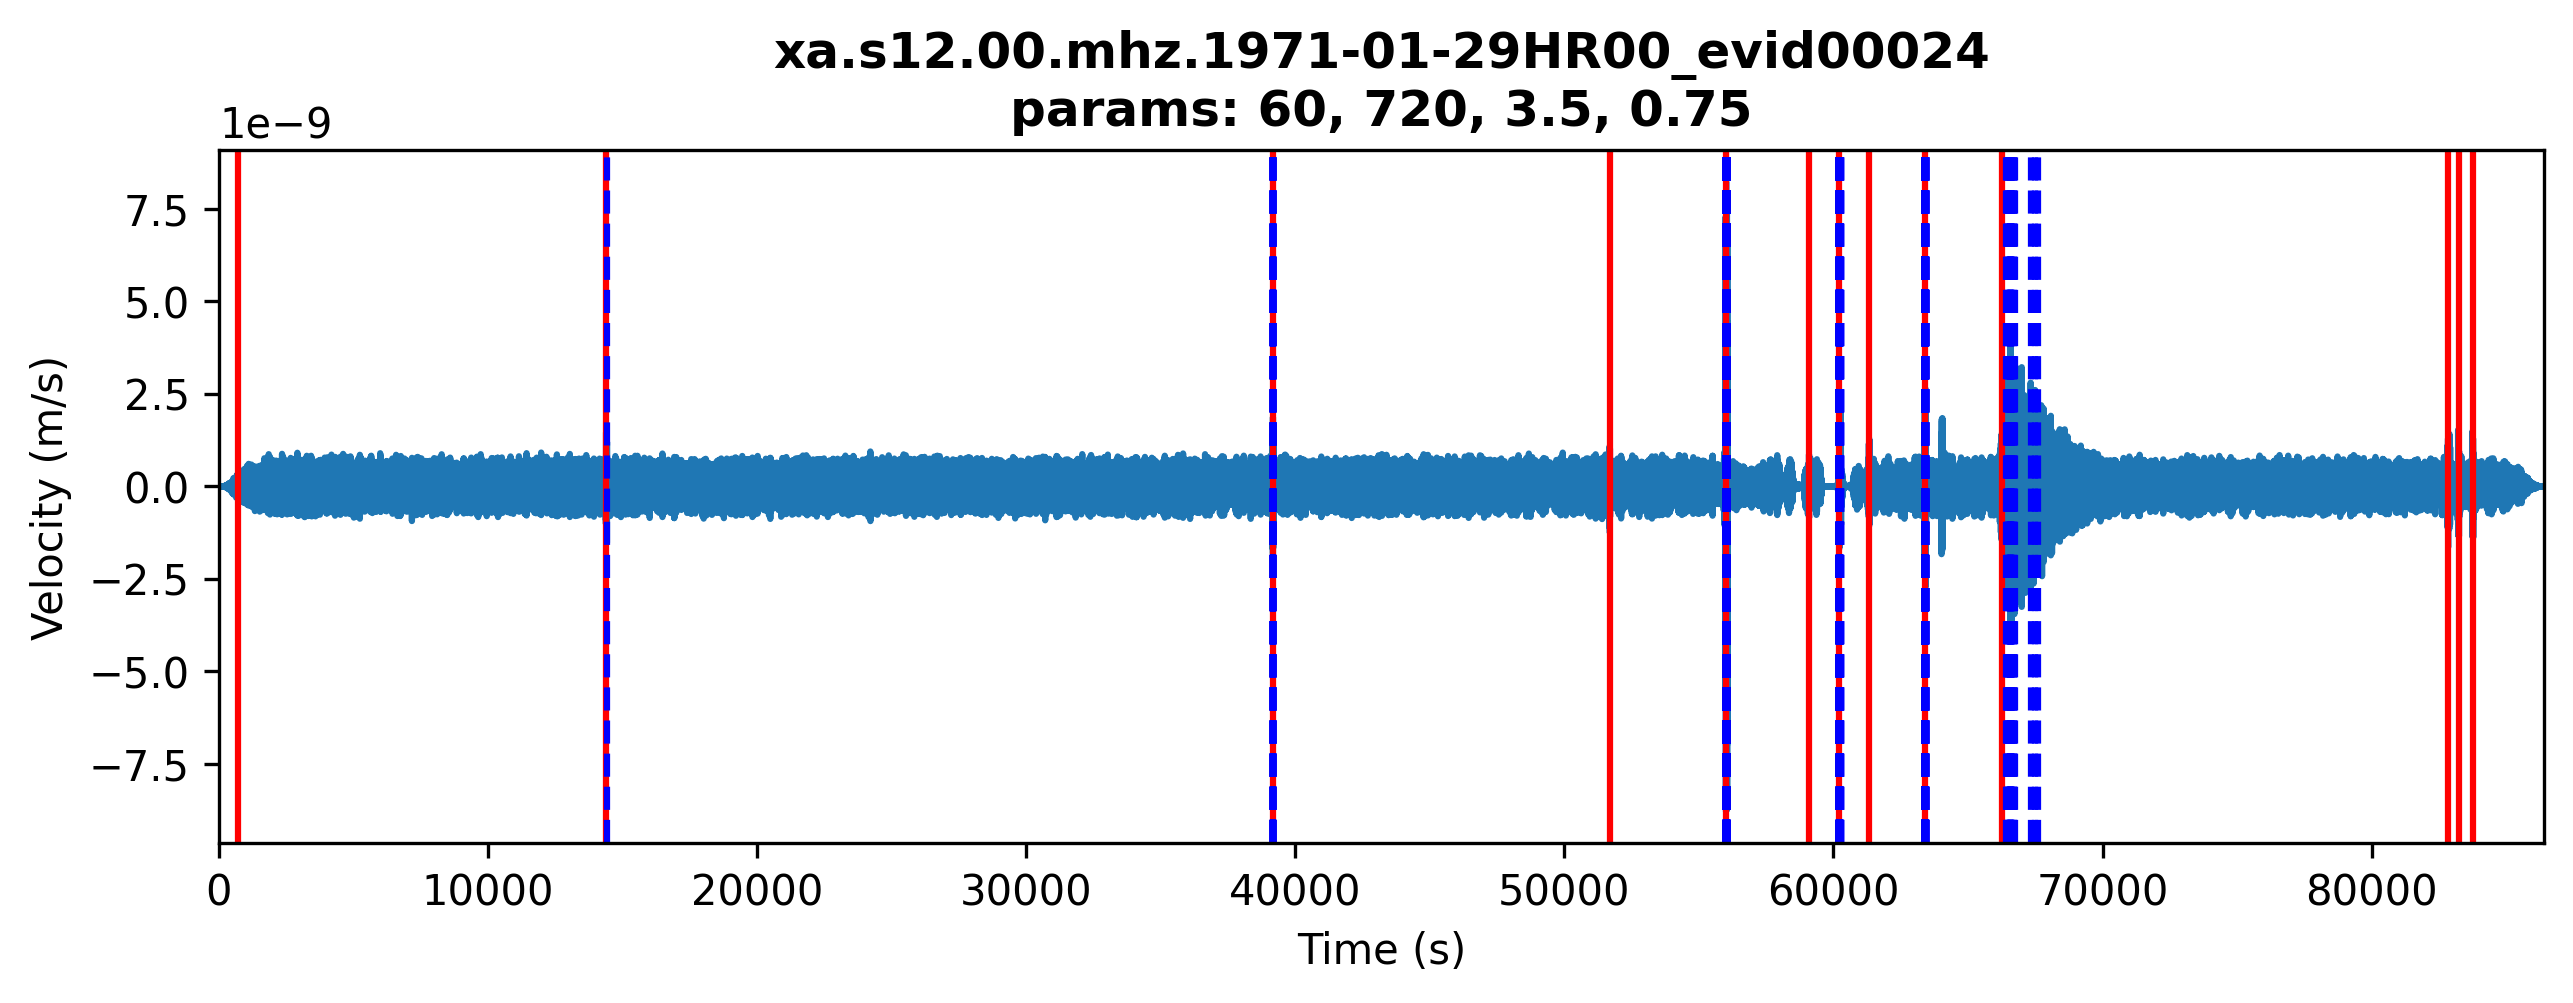 xa.s12.00.mhz.1971-01-29HR00_evid00024
params: 60, 720, 3.5, 0.75
1e−9
7.5
5.0
2.5
0.0
−2.5
−5.0
−7.5
Velocity (m/s)
0 10000 20000 30000 40000 50000 60000 70000 80000
Time (s)